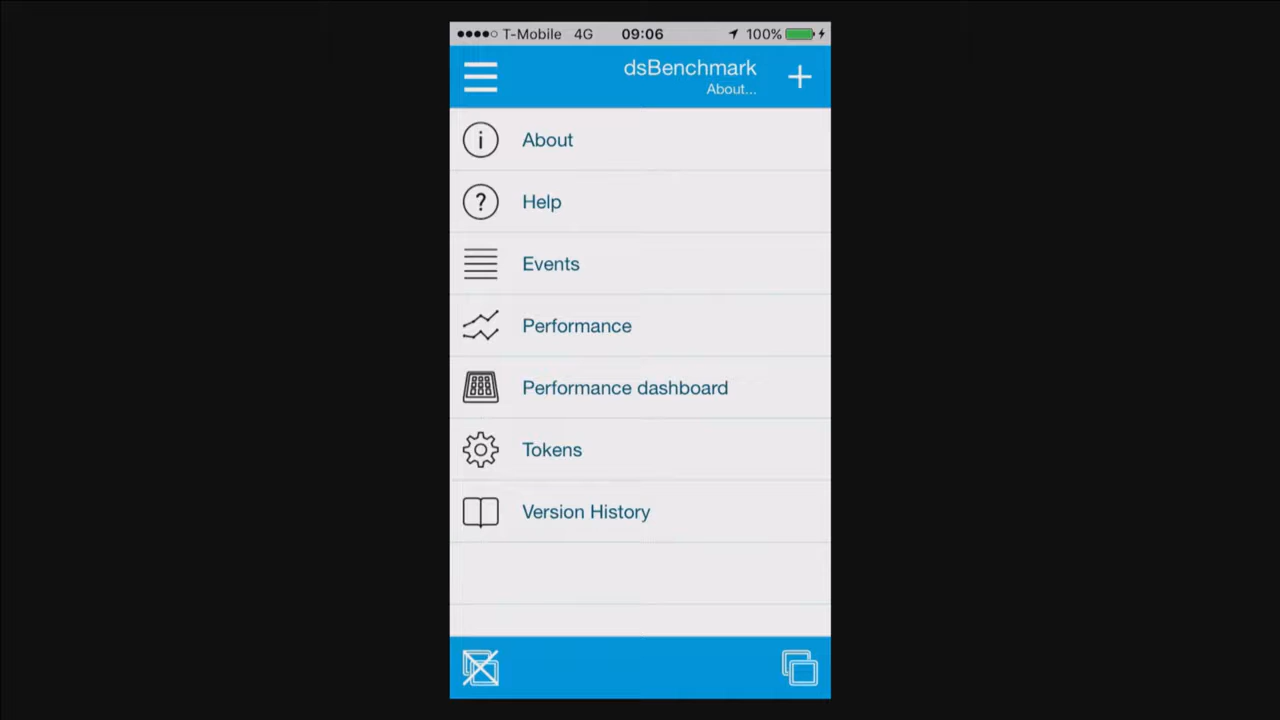 T-Mobile 4G 09:06 100%
dsBenchmark
About...
About
Help
Events
Performance
Performance dashboard
Tokens
Version History